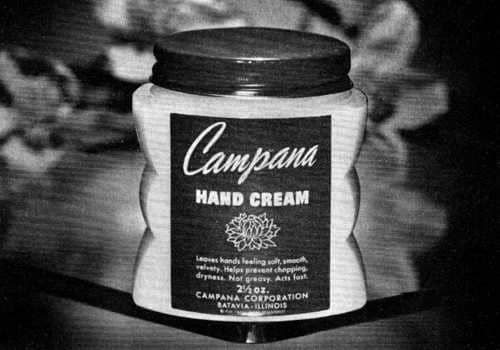 Campana
HAND CREAM
Leaves hands feeling soft, smooth,
velvety. Helps prevent chapping,
dryness. Not greasy. Acts fast.
2½ oz.
CAMPANA CORPORATION
BATAVIA-ILLINOIS